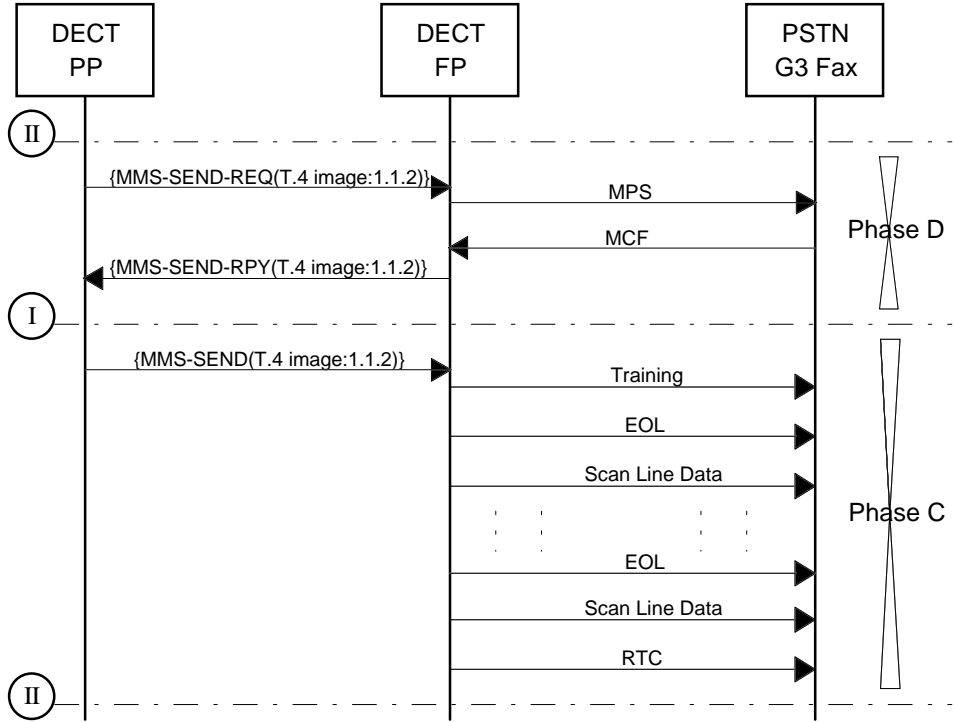 DECT
PP
DECT
FP
PSTN
G3 Fax
II
{MMS-SEND-REQ(T.4 image:1.1.2)}
MPS
MCF
Phase D
{MMS-SEND-RPY(T.4 image:1.1.2)}
I
{MMS-SEND(T.4 image:1.1.2)}
Training
EOL
Scan Line Data
Phase C
EOL
Scan Line Data
RTC
II